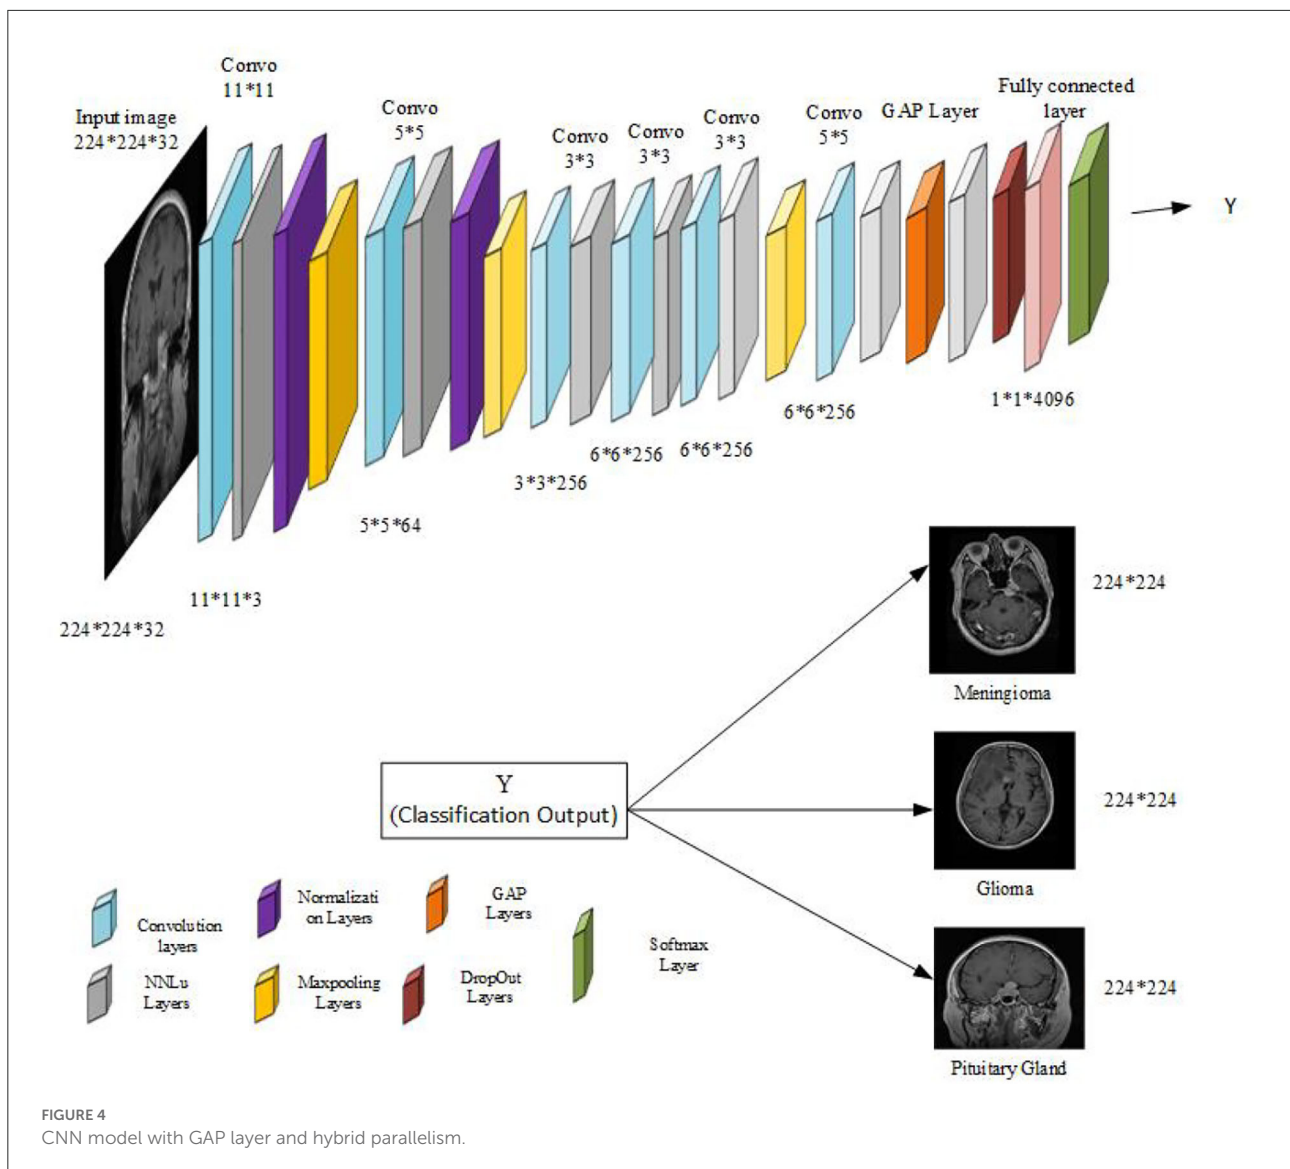 Convo
11*11
Input image
224*224*32
Convo
5*5
Convo
3*3
Convo
3*3
Convo
3*3
Convo
5*5
GAP Layer
Fully connected
layer
Y
1*1*4096
6*6*256
6*6*256
6*6*256
3*3*256
5*5*64
11*11*3
224*224*32
224*224
Meningioma
Y
(Classification Output)
224*224
Glioma
224*224
Pituitary Gland
Convolution
layers
Normalizati
on Layers
GAP
Layers
Softmax
Layer
NNLu
Layers
Maxpooling
Layers
DropOut
Layers
FIGURE 4
CNN model with GAP layer and hybrid parallelism.